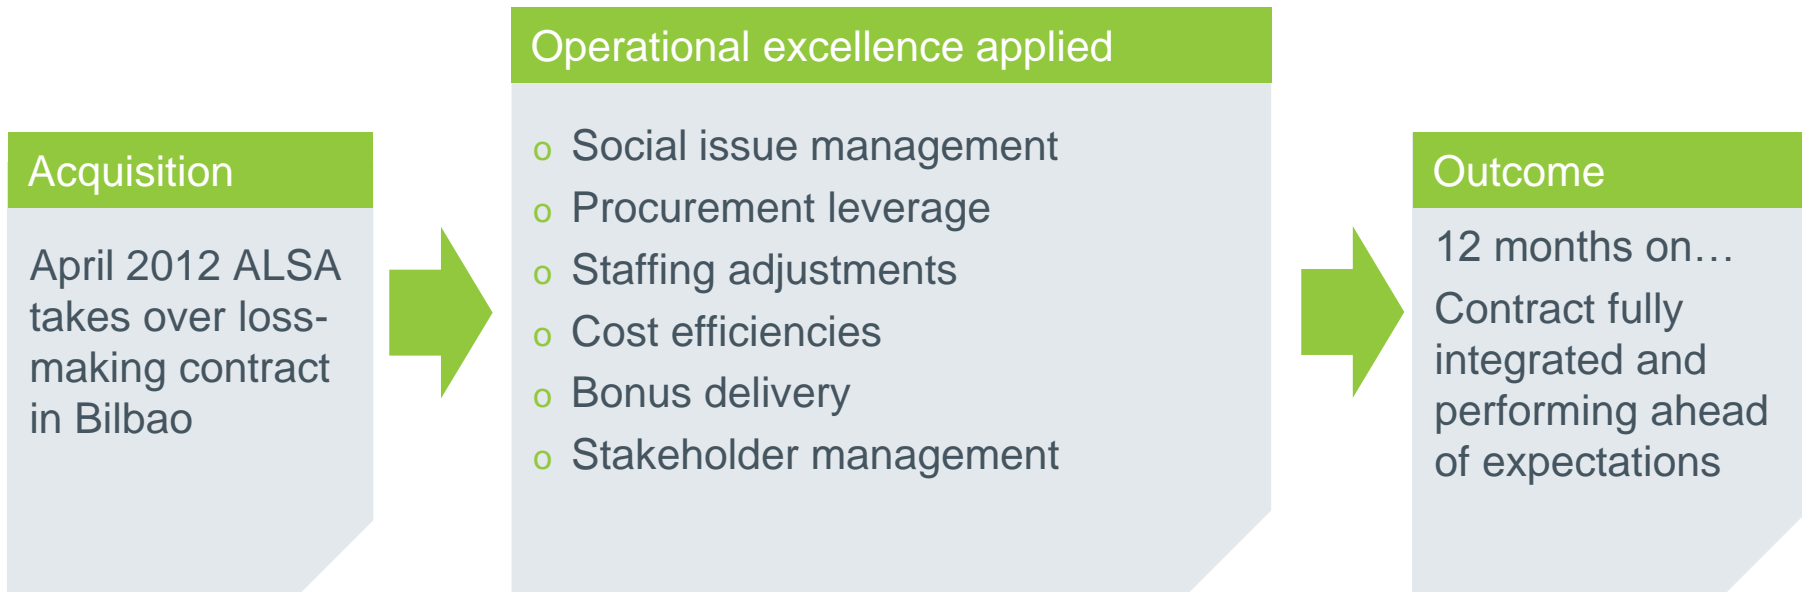 Acquisition
April 2012 ALSA
takes over loss-
making contract
in Bilbao
Operational excellence applied
o Social issue management
o Procurement leverage
o Staffing adjustments
o Cost efficiencies
o Bonus delivery
o Stakeholder management
Outcome
12 months on…
Contract fully
integrated and
performing ahead
of expectations